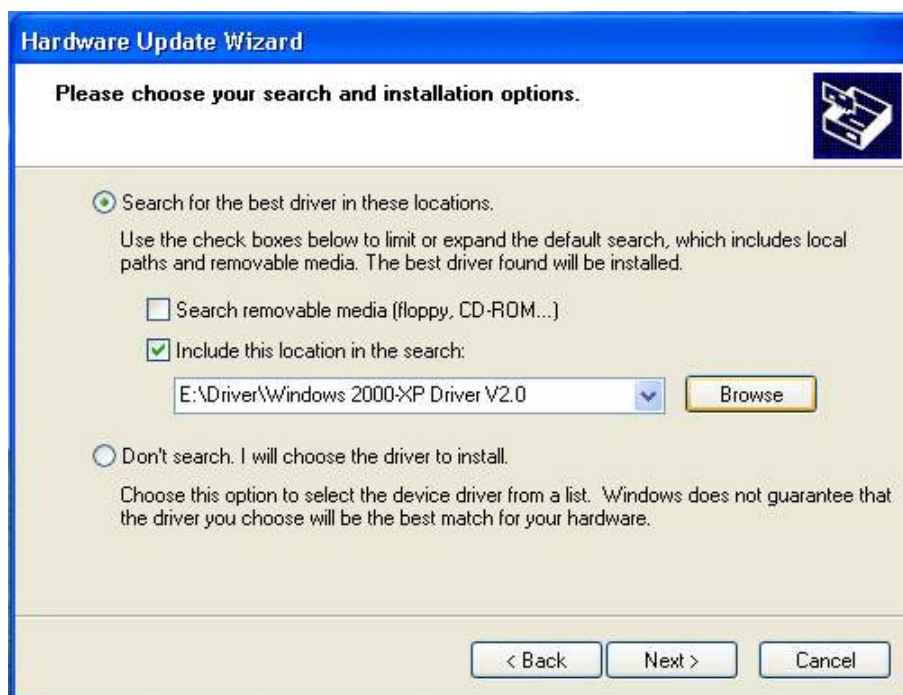 Hardware Update Wizard
Please choose your search and installation options.
Search for the best driver in these locations.
Use the check boxes below to limit or expand the default search, which includes local
paths and removable media. The best driver found will be installed.
Search removable media (floppy, CD-ROM...)
Include this location in the search:
E:\Driver\Windows 2000-XP Driver V2.0
Browse
Don't search. I will choose the driver to install.
Choose this option to select the device driver from a list. Windows does not guarantee that
the driver you choose will be the best match for your hardware.
< Back Next > Cancel